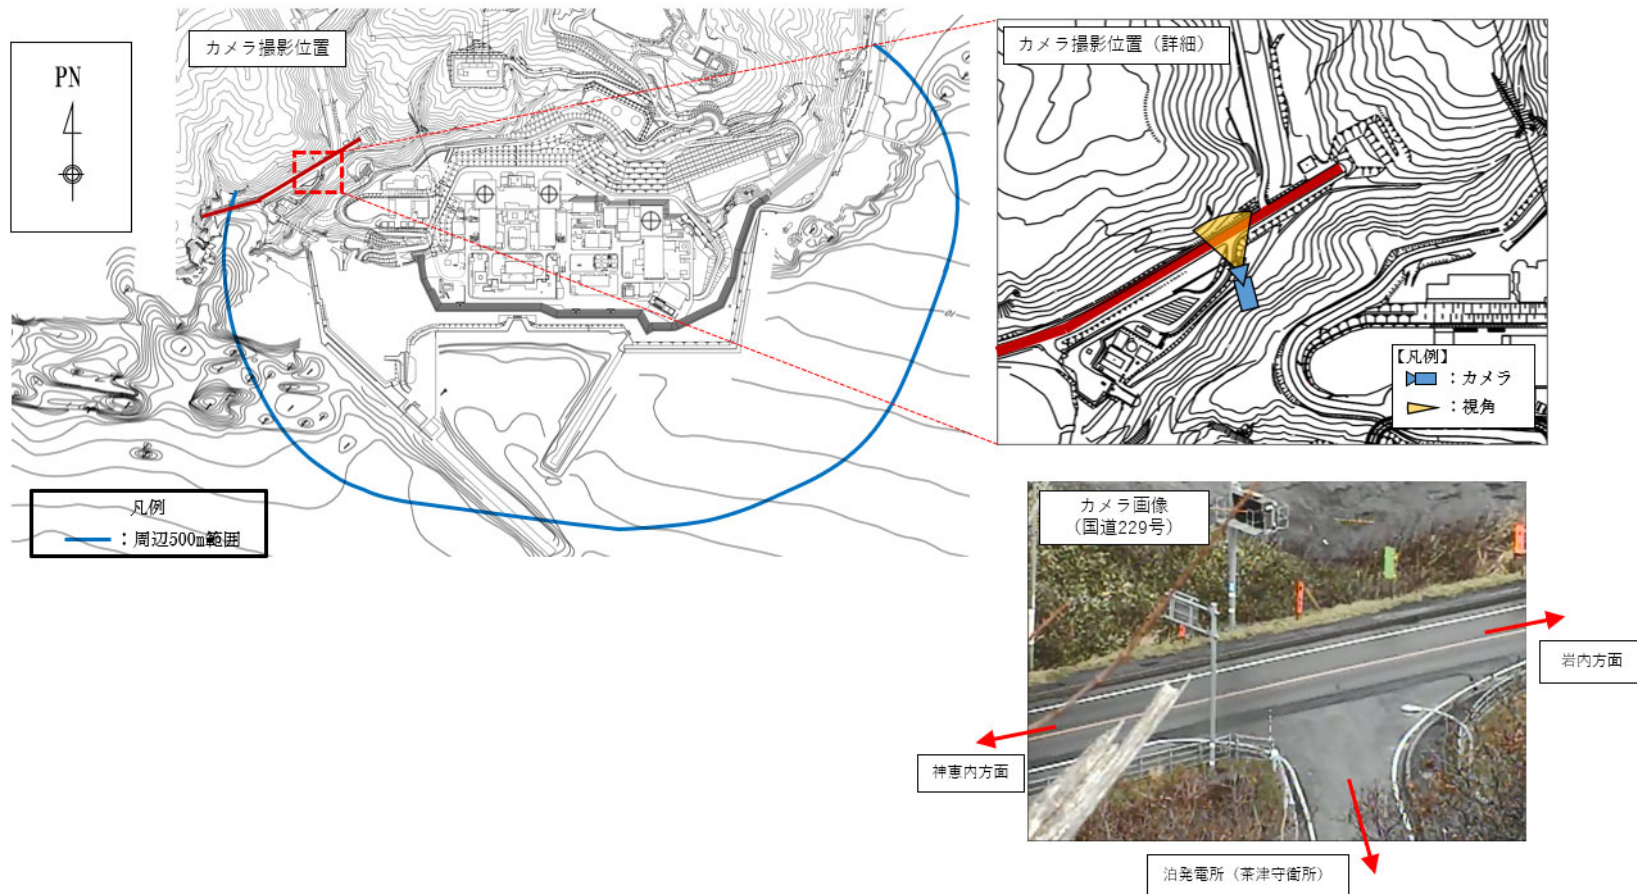 PN
カメラ撮影位置
凡例
：周辺500m範囲
カメラ撮影位置（詳細）
【凡例】
：カメラ
：視角
カメラ画像
（国道229号）
岩内方面
神恵内方面
泊発電所（茶津守衛所）